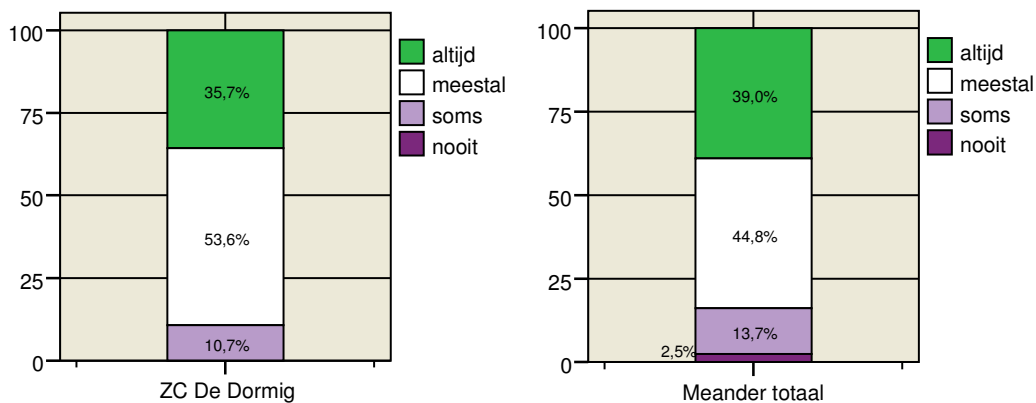 100
75
50
25
0
35,7%
53,6%
10,7%
ZC De Dormig
altijd
meestal
soms
nooit
100
75
50
25
0
39,0%
44,8%
13,7%
2,5%
Meander totaal
altijd
meestal
soms
nooit